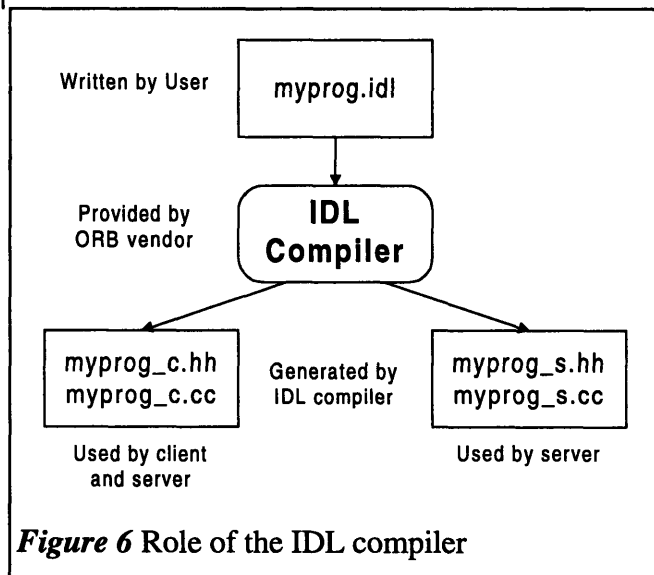 Written by User
myprog.idl
Provided by
ORB vendor
IDL
Compiler
myprog_c.hh
myprog_c.cc
Generated by
IDL compiler
myprog_s.hh
myprog_s.cc
Used by client
and server
Used by server
Figure 6 Role of the IDL compiler